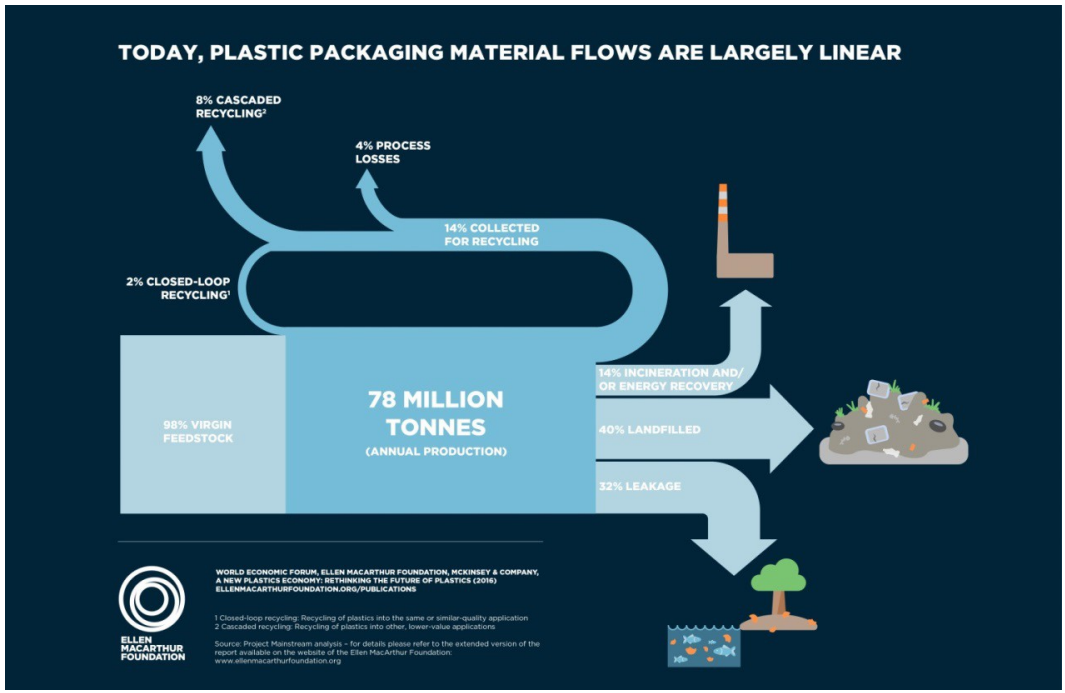 TODAY, PLASTIC PACKAGING MATERIAL FLOWS ARE LARGELY LINEAR
8% CASCADED
RECYCLING²
4% PROCESS
LOSSES
14% COLLECTED
FOR RECYCLING
2% CLOSED-LOOP
RECYCLING¹
98% VIRGIN
FEEDSTOCK
78 MILLION
TONNES
(ANNUAL PRODUCTION)
14% INCINERATION AND/
OR ENERGY RECOVERY
40% LANDFILLED
32% LEAKAGE
ELLEN
MACARTHUR
FOUNDATION
WORLD ECONOMIC FORUM, ELLEN MACARTHUR FOUNDATION, MCKINSEY & COMPANY,
A NEW PLASTICS ECONOMY: RETHINKING THE FUTURE OF PLASTICS (2016)
ELLENMACARTHURFOUNDATION.ORG/PUBLICATIONS
1 Closed-loop recycling: Recycling of plastics into the same or similar-quality application
2 Cascaded recycling: Recycling of plastics into other, lower-value applications
Source: Project Mainstream analysis – for details please refer to the extended version of the
report available on the website of the Ellen MacArthur Foundation:
www.ellenmacarthurfoundation.org